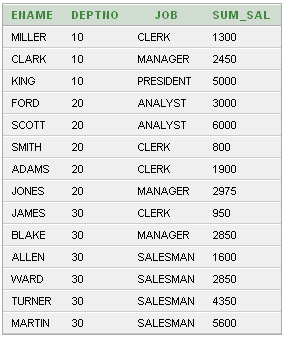 ENAME DEPTNO JOB SUM_SAL
MILLER 10 CLERK 1300
CLARK 10 MANAGER 2450
KING 10 PRESIDENT 5000
FORD 20 ANALYST 3000
SCOTT 20 ANALYST 6000
SMITH 20 CLERK 800
ADAMS 20 CLERK 1900
JONES 20 MANAGER 2975
JAMES 30 CLERK 950
BLAKE 30 MANAGER 2850
ALLEN 30 SALESMAN 1600
WARD 30 SALESMAN 2850
TURNER 30 SALESMAN 4350
MARTIN 30 SALESMAN 5600